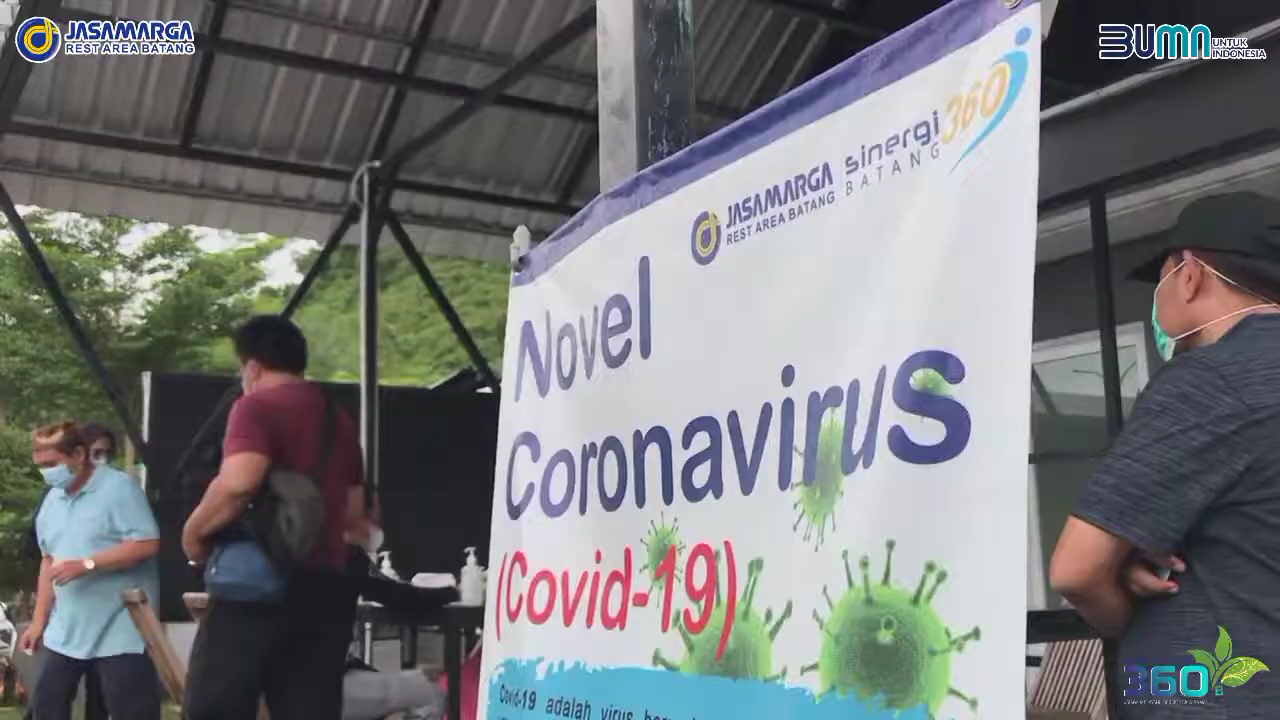 JASAMARGA
REST AREA BATANG
BUMN UNTUK INDONESIA
JASAMARGA
REST AREA BATANG
sinergi 360
BATANG
Novel
Coronavirus
(Covid-19)
Covid-19 adalah virus
360